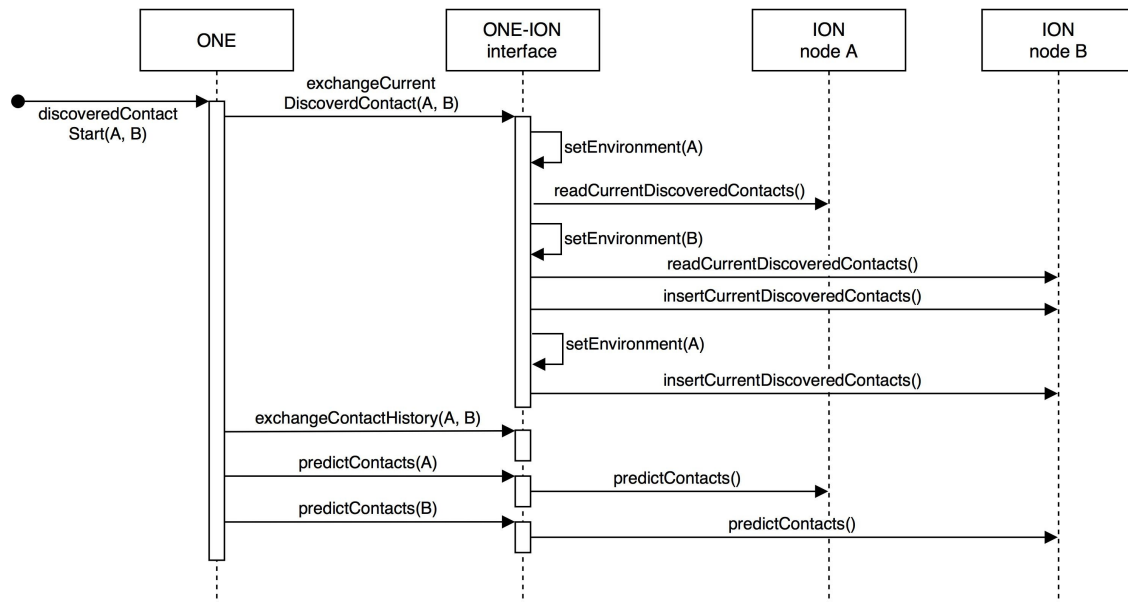 ONE
ONE-ION
interface
ION
node A
ION
node B
discoveredContact
Start(A, B)
exchangeCurrent
DiscoverdContact(A, B)
setEnvironment(A)
readCurrentDiscoveredContacts()
setEnvironment(B)
readCurrentDiscoveredContacts()
insertCurrentDiscoveredContacts()
setEnvironment(A)
insertCurrentDiscoveredContacts()
exchangeContactHistory(A, B)
predictContacts(A)
predictContacts()
predictContacts(B)
predictContacts()